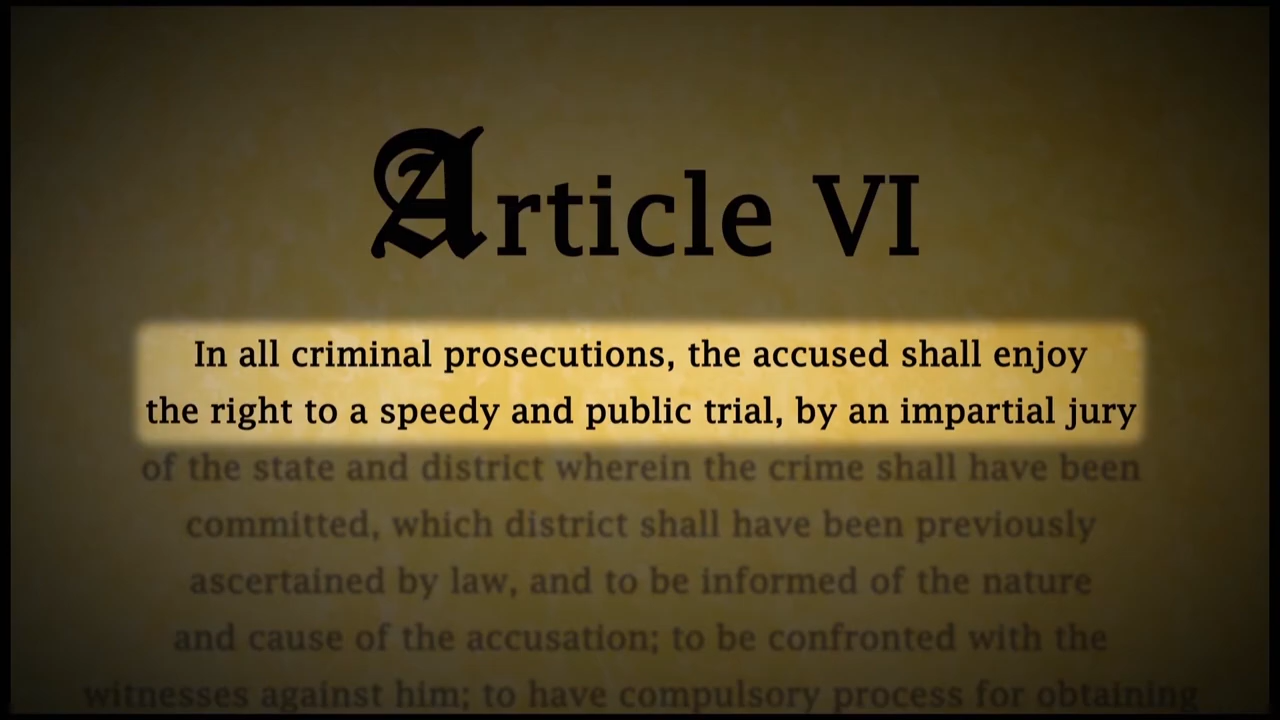 Article VI
In all criminal prosecutions, the accused shall enjoy
the right to a speedy and public trial, by an impartial jury
of the state and district wherein the crime shall have been
committed, which district shall have been previously
ascertained by law, and to be informed of the nature
and cause of the accusation; to be confronted with the
witnesses against him; to have compulsory process for obtaining